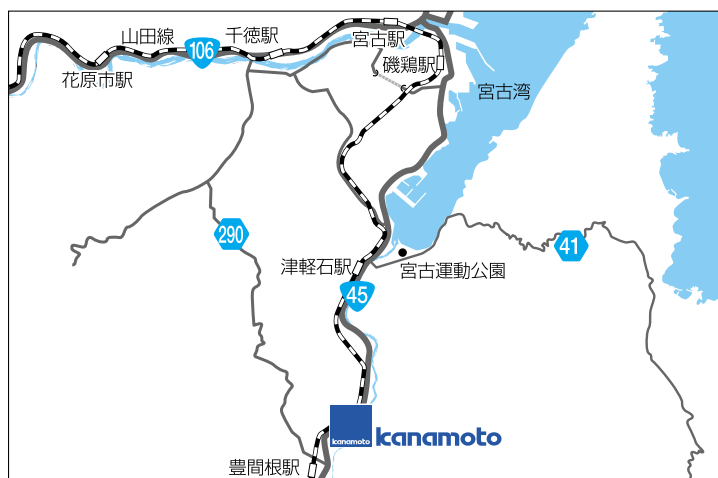 山田線
千徳駅
106
宮古駅
花原市駅
磯鶏駅
宮古湾
290
41
津軽石駅
宮古運動公園
45
kanamoto
kanamoto
豊間根駅